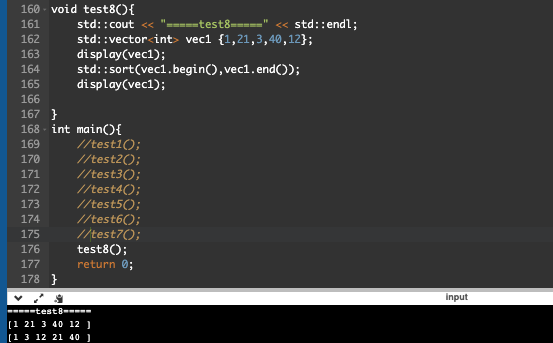 160 void test8(){
161     std::cout << "=====test8=====" << std::endl;
162     std::vector<int> vec1 {1,21,3,40,12};
163     display(vec1);
164     std::sort(vec1.begin(),vec1.end());
165     display(vec1);
166
167 }
168 int main(){
169     //test1();
170     //test2();
171     //test3();
172     //test4();
173     //test5();
174     //test6();
175     //test7();
176     test8();
177     return 0;
178 }
input
=====test8=====
[1 21 3 40 12 ]
[1 3 12 21 40 ]